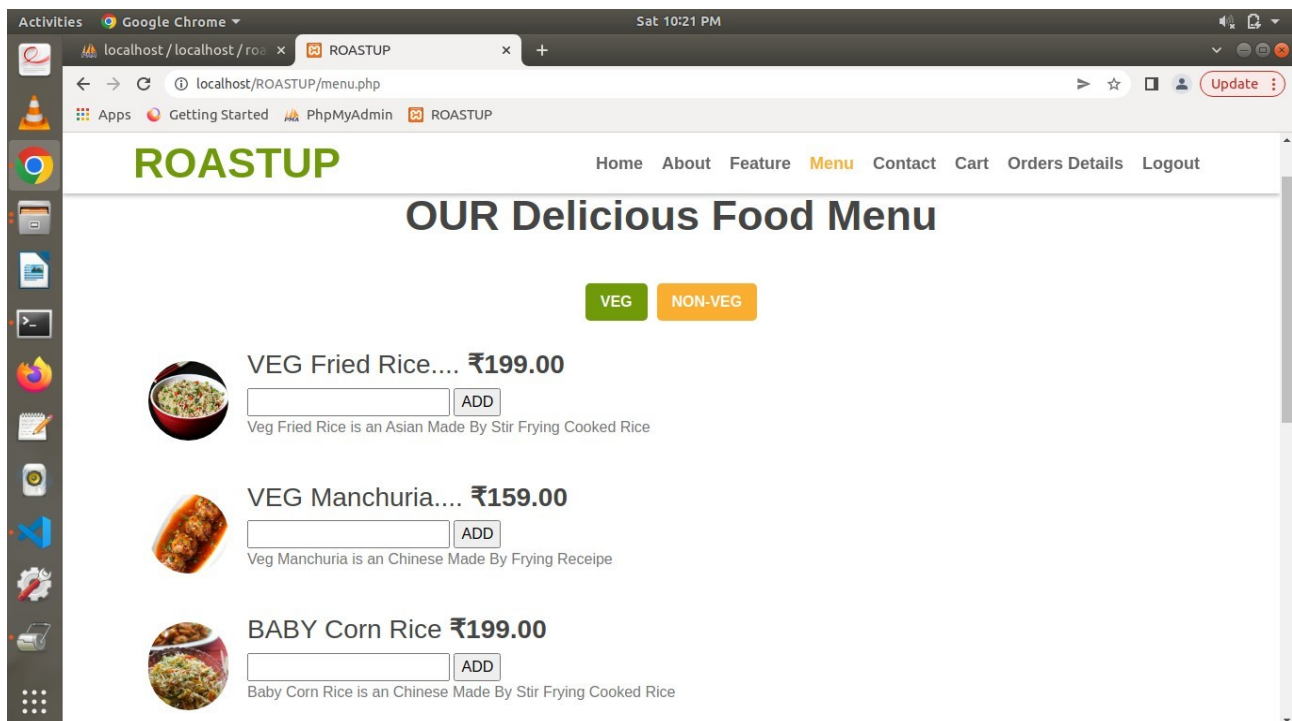 Activities Google Chrome Sat 10:21 PM
localhost / localhost / roa ROASTUP
localhost/ROASTUP/menu.php Update
Apps Getting Started PhpMyAdmin ROASTUP
ROASTUP Home About Feature Menu Contact Cart Orders Details Logout
OUR Delicious Food Menu
VEG NON-VEG
VEG Fried Rice.... ₹199.00
ADD
Veg Fried Rice is an Asian Made By Stir Frying Cooked Rice
VEG Manchuria.... ₹159.00
ADD
Veg Manchuria is an Chinese Made By Frying Receipe
BABY Corn Rice ₹199.00
ADD
Baby Corn Rice is an Chinese Made By Stir Frying Cooked Rice